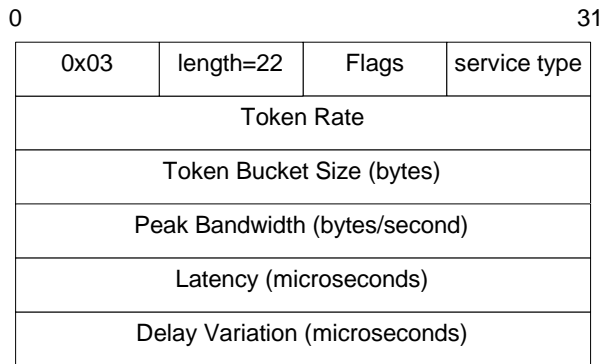 0 31
0x03 length=22 Flags service type
Token Rate
Token Bucket Size (bytes)
Peak Bandwidth (bytes/second)
Latency (microseconds)
Delay Variation (microseconds)